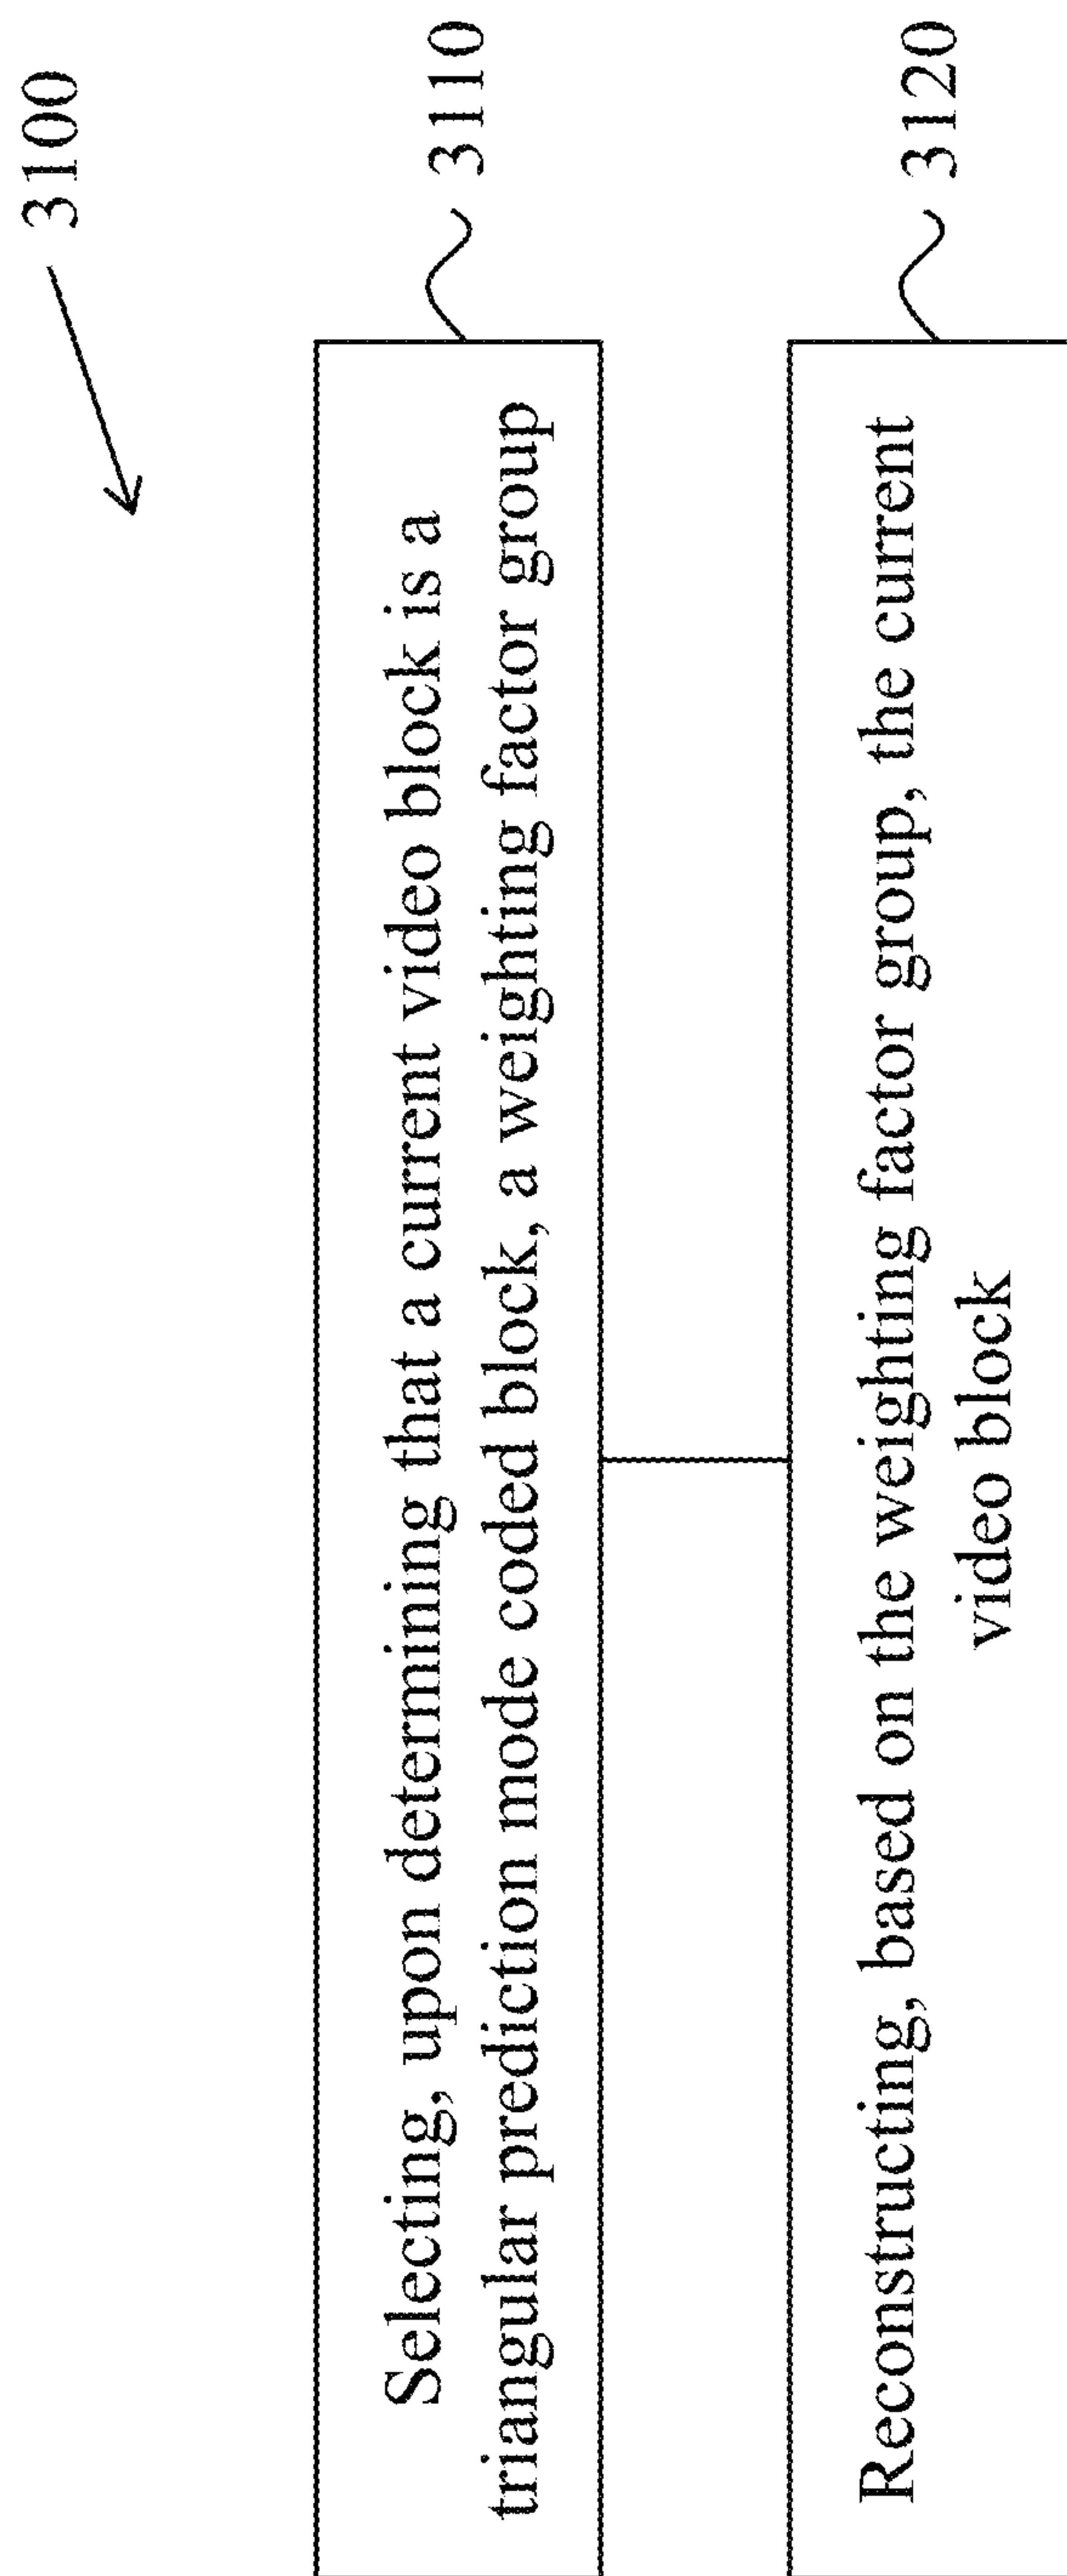 3100
Selecting, upon determining that a current video block is a
triangular prediction mode coded block, a weighting factor group
3110
Reconstructing, based on the weighting factor group, the current
video block
3120